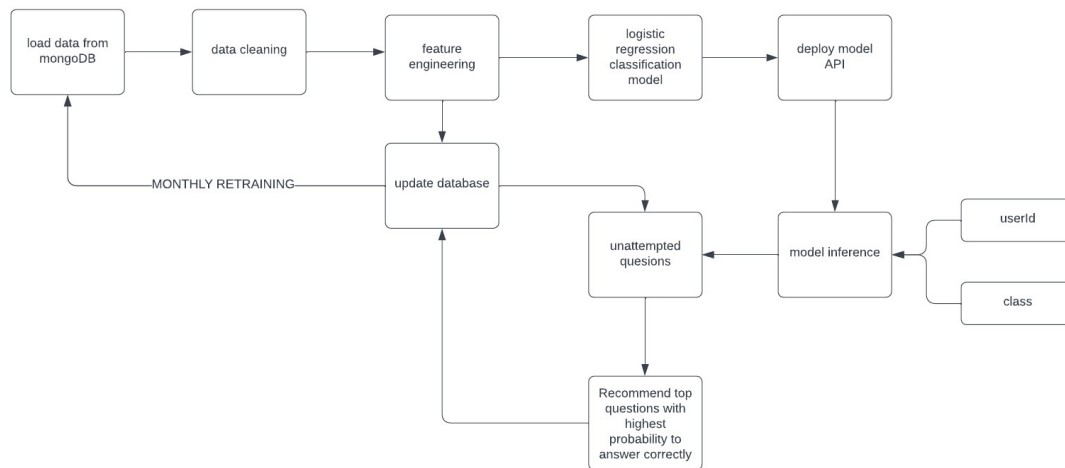 load data from
mongoDB
data cleaning
feature
engineering
logistic
regression
classification
model
deploy model
API
MONTHLY RETRAINING
update database
unattempted
quesions
model inference
userId
class
Recommend top
questions with
highest
probability to
answer correctly